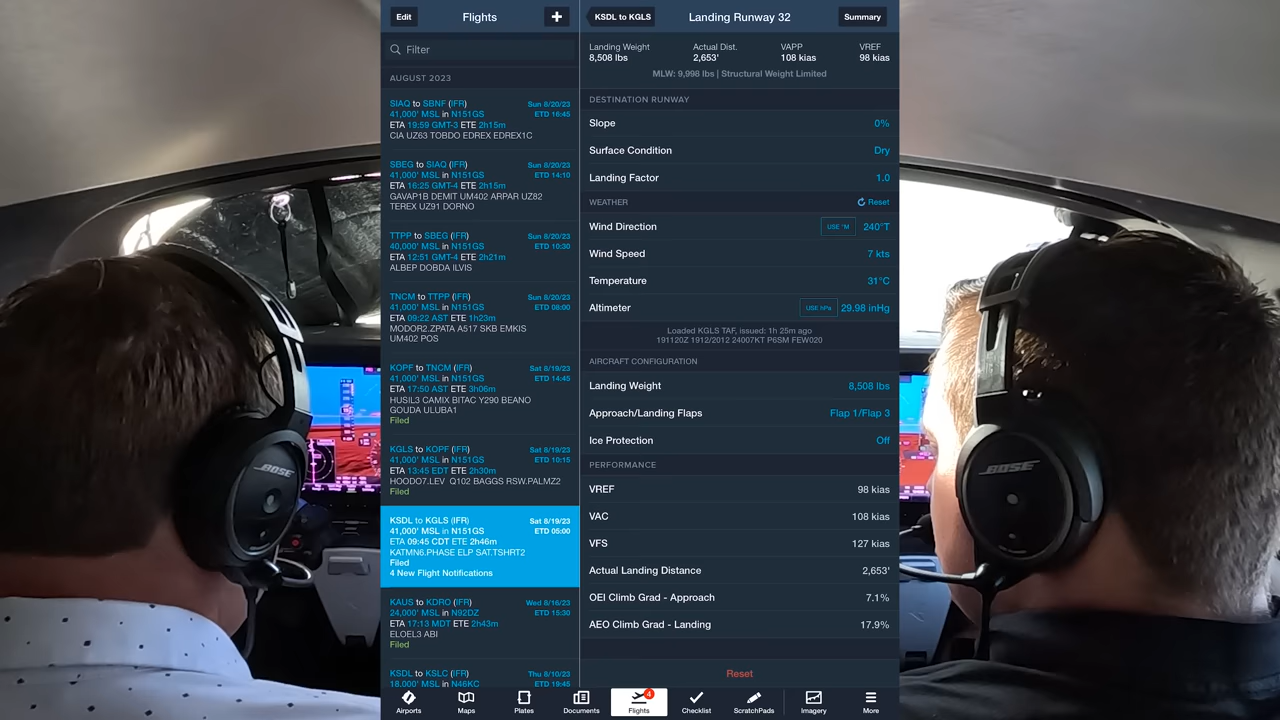 Edit
Flights
+
Filter
AUGUST 2023
SIAQ to SBNF (IFR) Sun 8/20/23
41,000' MSL in N151GS ETD 16:45
ETA 19:59 GMT-3 ETE 2h15m
CIA UZ63 TOBDO EDREX EDREX1C
SBEG to SIAQ (IFR) Sun 8/20/23
41,000' MSL in N151GS ETD 14:10
ETA 16:25 GMT-4 ETE 2h15m
GAVAP1B DEMIT UM402 ARPAR UZ82
TEREX UZ91 DORNO
TTPP to SBEG (IFR) Sun 8/20/23
40,000' MSL in N151GS ETD 10:30
ETA 12:51 GMT-4 ETE 2h21m
ALBEP DOBDA ILVIS
TNCM to TTPP (IFR) Sun 8/20/23
41,000' MSL in N151GS ETD 08:00
ETA 09:22 AST ETE 1h23m
MODOR2.ZPATA A517 SKB EMKIS
UM402 POS
KOPF to TNCM (IFR) Sat 8/19/23
41,000' MSL in N151GS ETD 14:45
ETA 17:50 AST ETE 3h06m
HUSIL3 CAMIX BITAC Y290 BEANO
GOUDA ULUBA1
Filed
KGLS to KOPF (IFR) Sat 8/19/23
41,000' MSL in N151GS ETD 10:15
ETA 13:45 EDT ETE 2h30m
HOODO7.LEV Q102 BAGGS RSW.PALMZ2
Filed
KSDL to KGLS (IFR) Sat 8/19/23
41,000' MSL in N151GS ETD 05:00
ETA 09:45 CDT ETE 2h46m
KATMN6.PHASE ELP SAT.TSHRT2
Filed
4 New Flight Notifications
KAUS to KDRO (IFR) Wed 8/16/23
24,000' MSL in N92DZ ETD 15:30
ETA 17:13 MDT ETE 2h43m
ELOEL3 ABI
Filed
KSDL to KSLC (IFR) Thu 8/10/23
18,000' MSL in N46KC ETD 19:45
KSDL to KGLS
Landing Runway 32
Summary
Landing Weight Actual Dist. VAPP VREF
8,508 lbs 2,653' 108 kias 98 kias
MLW: 9,998 lbs | Structural Weight Limited
DESTINATION RUNWAY
Slope 0%
Surface Condition Dry
Landing Factor 1.0
WEATHER Reset
Wind Direction USE °M 240°T
Wind Speed 7 kts
Temperature 31°C
Altimeter USE hPa 29.98 inHg
Loaded KGLS TAF, issued: 1h 25m ago
191120Z 1912/2012 24007KT P6SM FEW020
AIRCRAFT CONFIGURATION
Landing Weight 8,508 lbs
Approach/Landing Flaps Flap 1/Flap 3
Ice Protection Off
PERFORMANCE
VREF 98 kias
VAC 108 kias
VFS 127 kias
Actual Landing Distance 2,653'
OEI Climb Grad - Approach 7.1%
AEO Climb Grad - Landing 17.9%
Reset
Airports Maps Plates Documents Flights 4 Checklist ScratchPads Imagery More
BOSE
BOSE